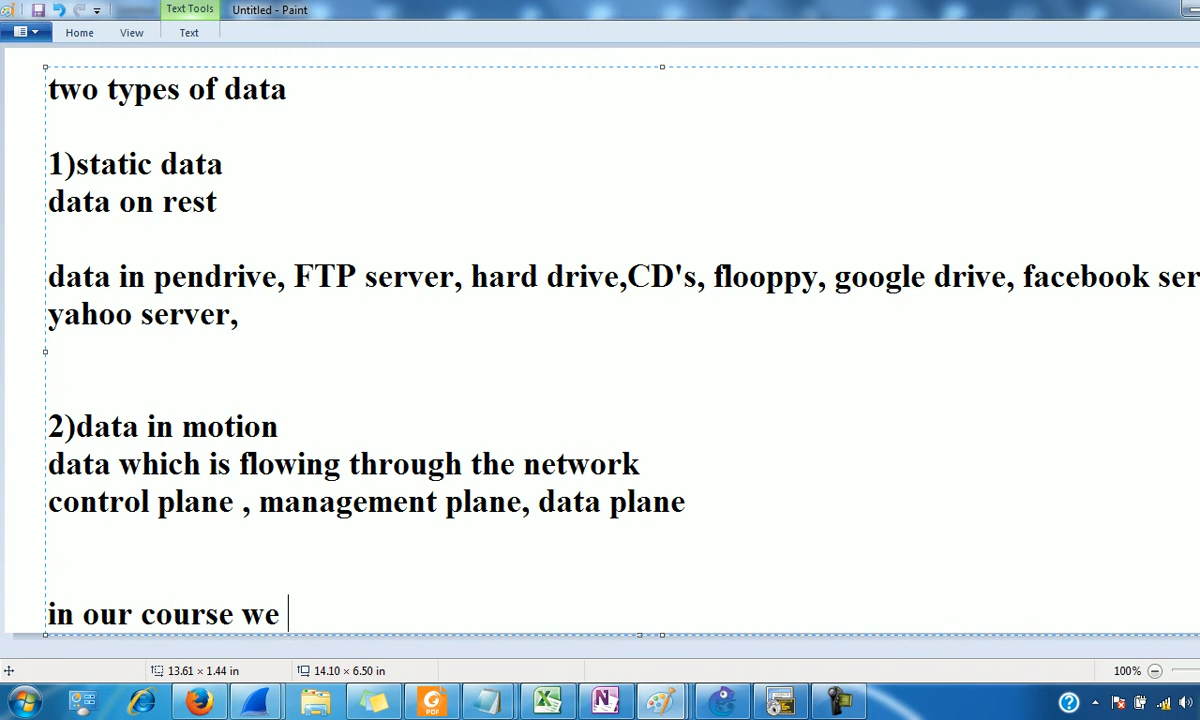 Text Tools
Untitled - Paint
Home View Text
two types of data
1)static data
data on rest
data in pendrive, FTP server, hard drive,CD's, flooppy, google drive, facebook ser
yahoo server,
2)data in motion
data which is flowing through the network
control plane , management plane, data plane
in our course we
13.61 × 1.44 in 14.10 × 6.50 in 100%
PDF